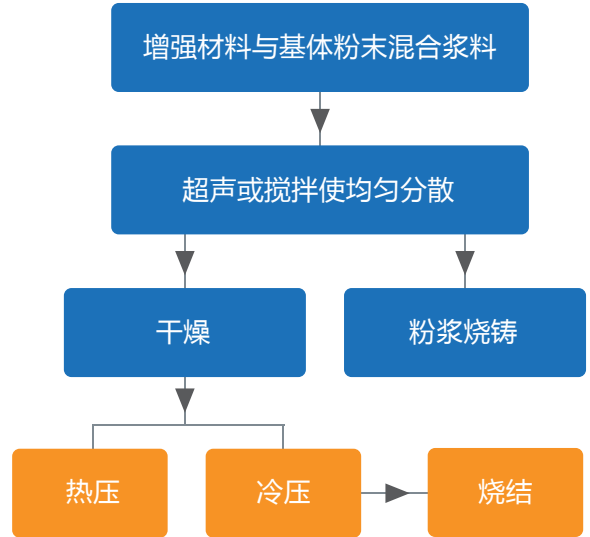 增强材料与基体粉末混合浆料
超声或搅拌使均匀分散
干燥
粉浆烧铸
热压
冷压
烧结